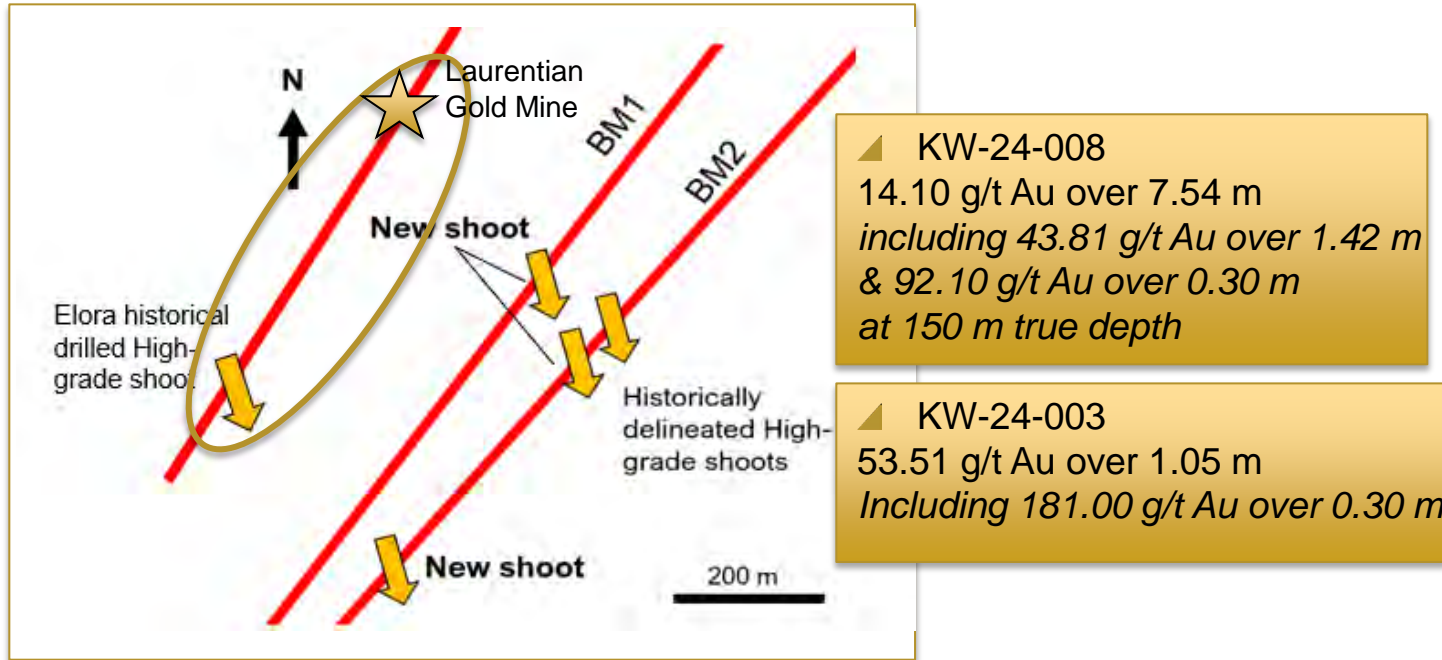 N
Laurentian
Gold Mine
BM1
BM2
New shoot
Elora historical
drilled High-
grade shoot
Historically
delineated High-
grade shoots
New shoot
200 m
KW-24-008
14.10 g/t Au over 7.54 m
including 43.81 g/t Au over 1.42 m
& 92.10 g/t Au over 0.30 m
at 150 m true depth
KW-24-003
53.51 g/t Au over 1.05 m
Including 181.00 g/t Au over 0.30 m